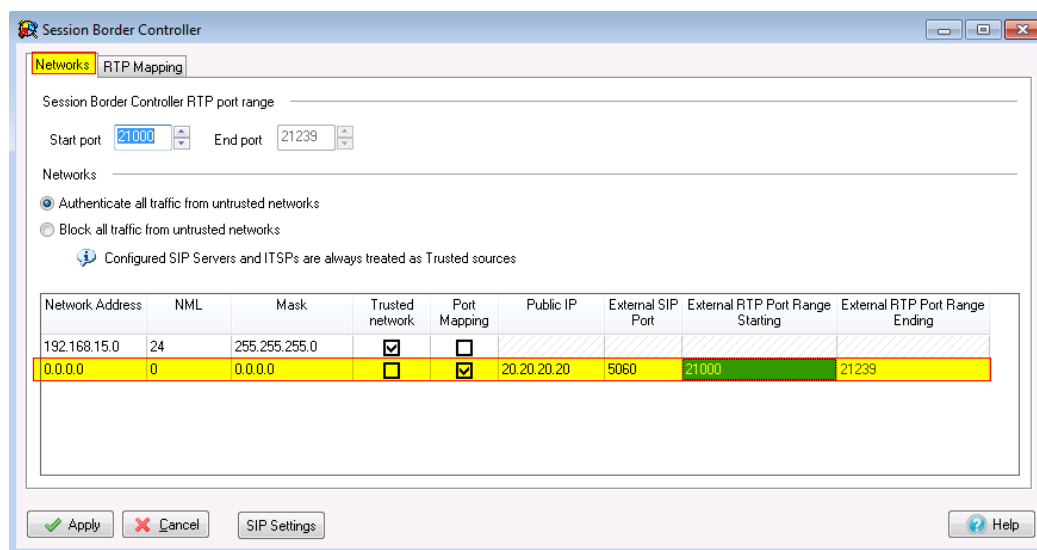 Session Border Controller
Networks RTP Mapping
Session Border Controller RTP port range
Start port 21000 End port 21239
Networks
Authenticate all traffic from untrusted networks
Block all traffic from untrusted networks
Configured SIP Servers and ITSPs are always treated as Trusted sources
Network Address NML Mask Trusted network Port Mapping Public IP External SIP Port External RTP Port Range Starting External RTP Port Range Ending
192.168.15.0 24 255.255.255.0
0.0.0.0 0 0.0.0.0 20.20.20.20 5060 21000 21239
Apply Cancel SIP Settings Help